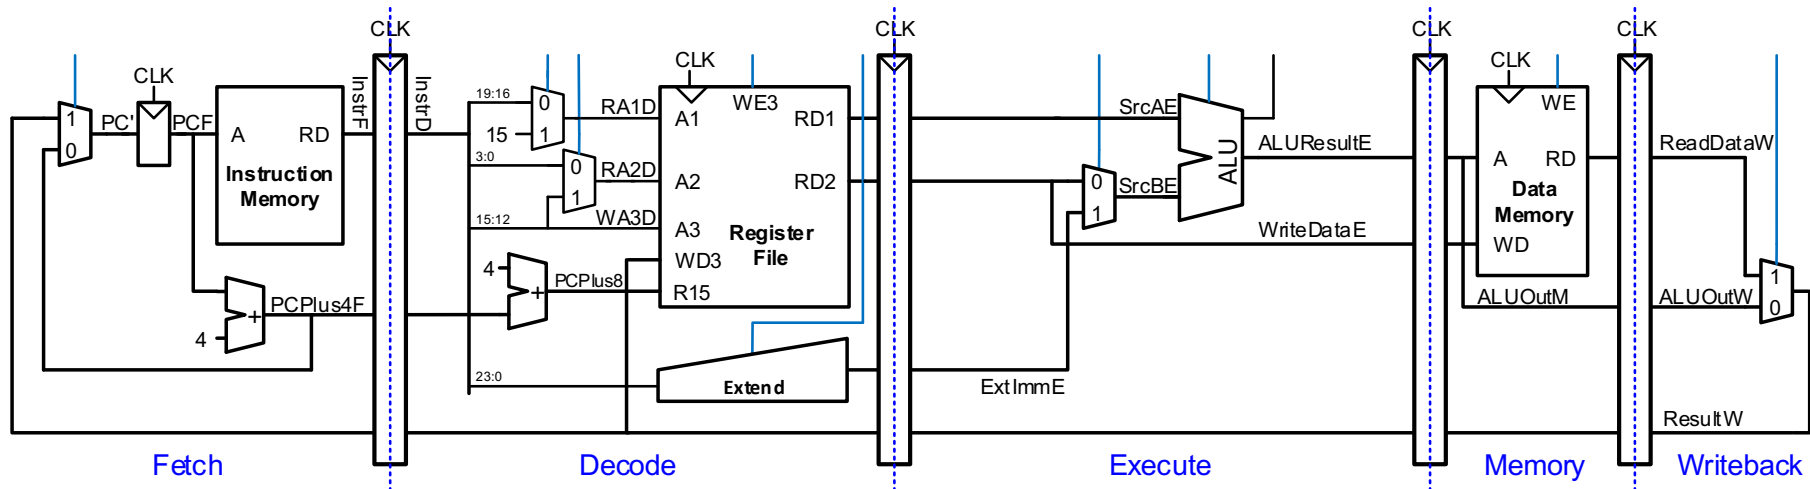 CLK
CLK
CLK
CLK
CLK
1
0
PC'
PCF
A
RD
Instruction
Memory
InstrF
PCPlus4F
+
4
InstrD
19:16
0
1
15
RA1D
3:0
0
1
RA2D
15:12
WA3D
4
+
PCPlus8
23:0
CLK
WE3
A1
RD1
A2
RD2
A3
Register
File
WD3
R15
Extend
SrcAE
0
1
SrcBE
ALU
ALUResultE
WriteDataE
ExtImmE
CLK
WE
A
RD
Data
Memory
WD
ALUOutM
ReadDataW
ALUOutW
1
0
ResultW
Fetch
Decode
Execute
Memory
Writeback